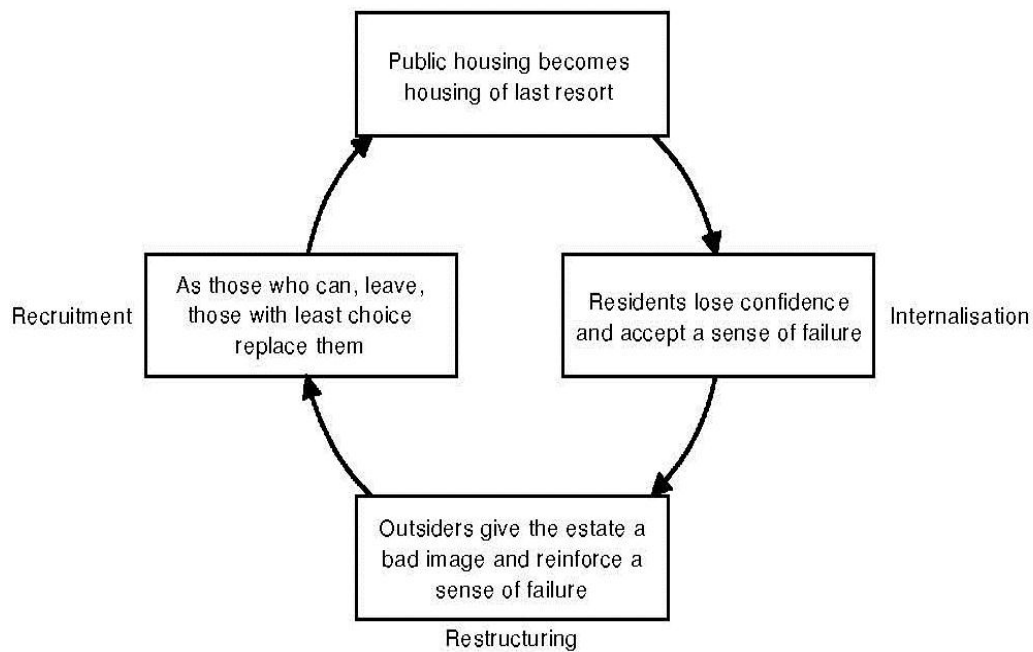 Public housing becomes
housing of last resort
As those who can, leave,
those with least choice
replace them
Recruitment
Residents lose confidence
and accept a sense of failure
Internalisation
Outsiders give the estate a
bad image and reinforce a
sense of failure
Restructuring